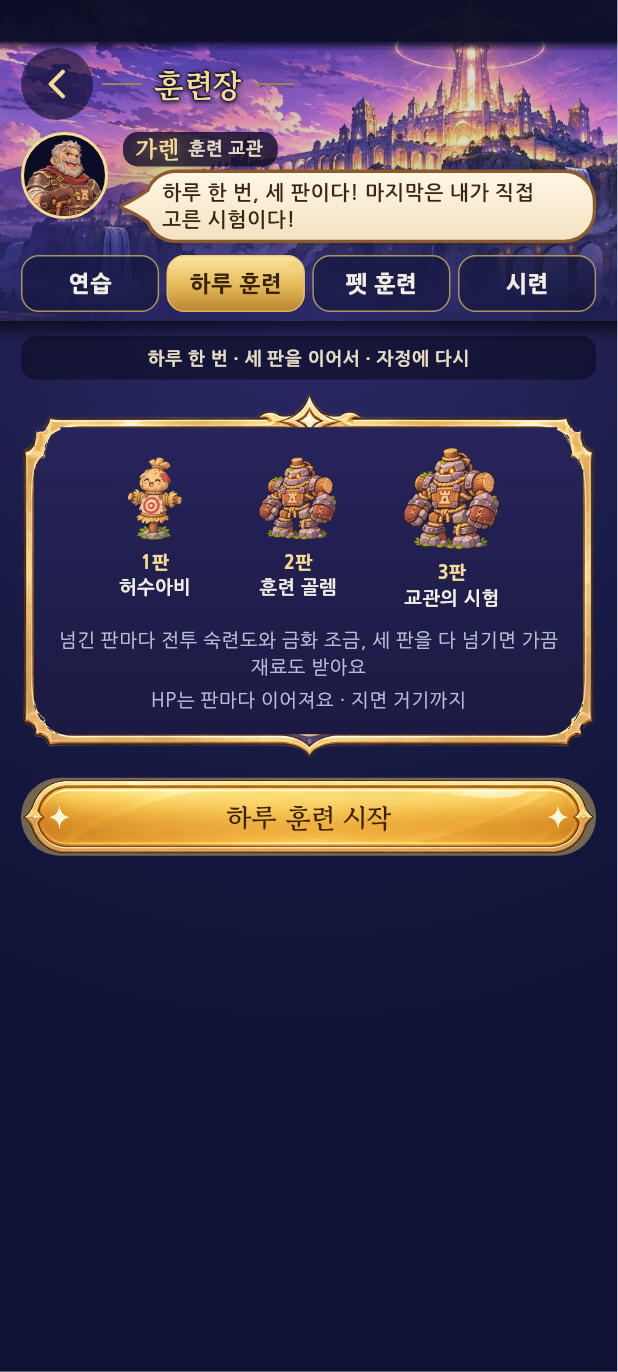 훈련장
가렌 훈련 교관
하루 한 번, 세 판이다! 마지막은 내가 직접
고른 시험이다!
연습
하루 훈련
펫 훈련
시련
하루 한 번 · 세 판을 이어서 · 자정에 다시
1판
허수아비
2판
훈련 골렘
3판
교관의 시험
넘긴 판마다 전투 숙련도와 금화 조금, 세 판을 다 넘기면 가끔
재료도 받아요
HP는 판마다 이어져요 · 지면 거기까지
하루 훈련 시작